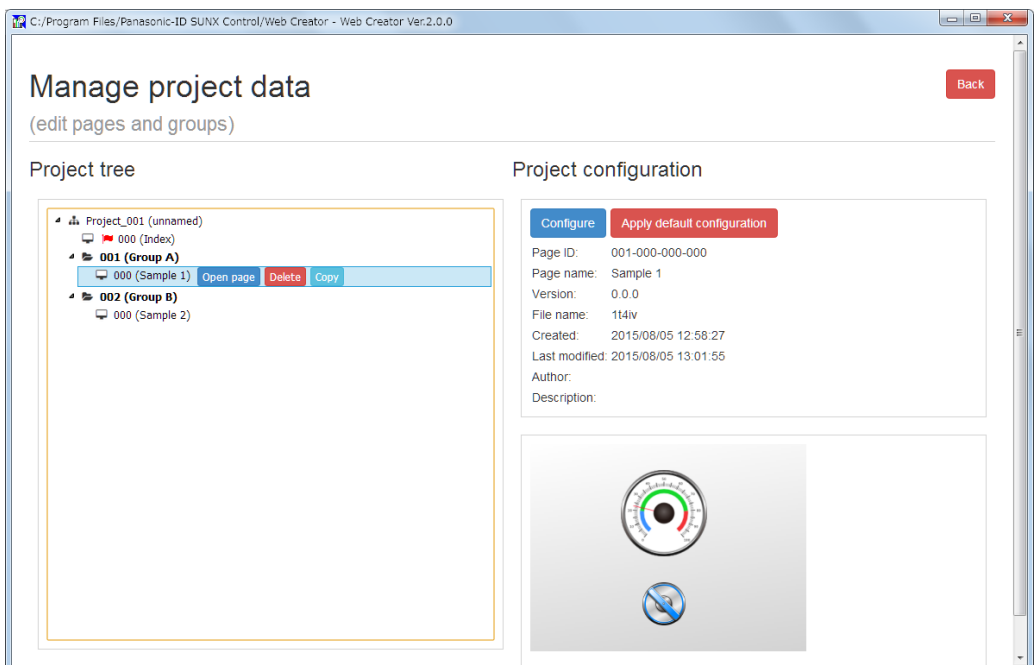 C:/Program Files/Panasonic-ID SUNX Control/Web Creator - Web Creator Ver.2.0.0
Manage project data
Back
(edit pages and groups)
Project tree
Project_001 (unnamed)
000 (Index)
001 (Group A)
000 (Sample 1) Open page Delete Copy
002 (Group B)
000 (Sample 2)
Project configuration
Configure Apply default configuration
Page ID: 001-000-000-000
Page name: Sample 1
Version: 0.0.0
File name: 1t4iv
Created: 2015/08/05 12:58:27
Last modified: 2015/08/05 13:01:55
Author:
Description: